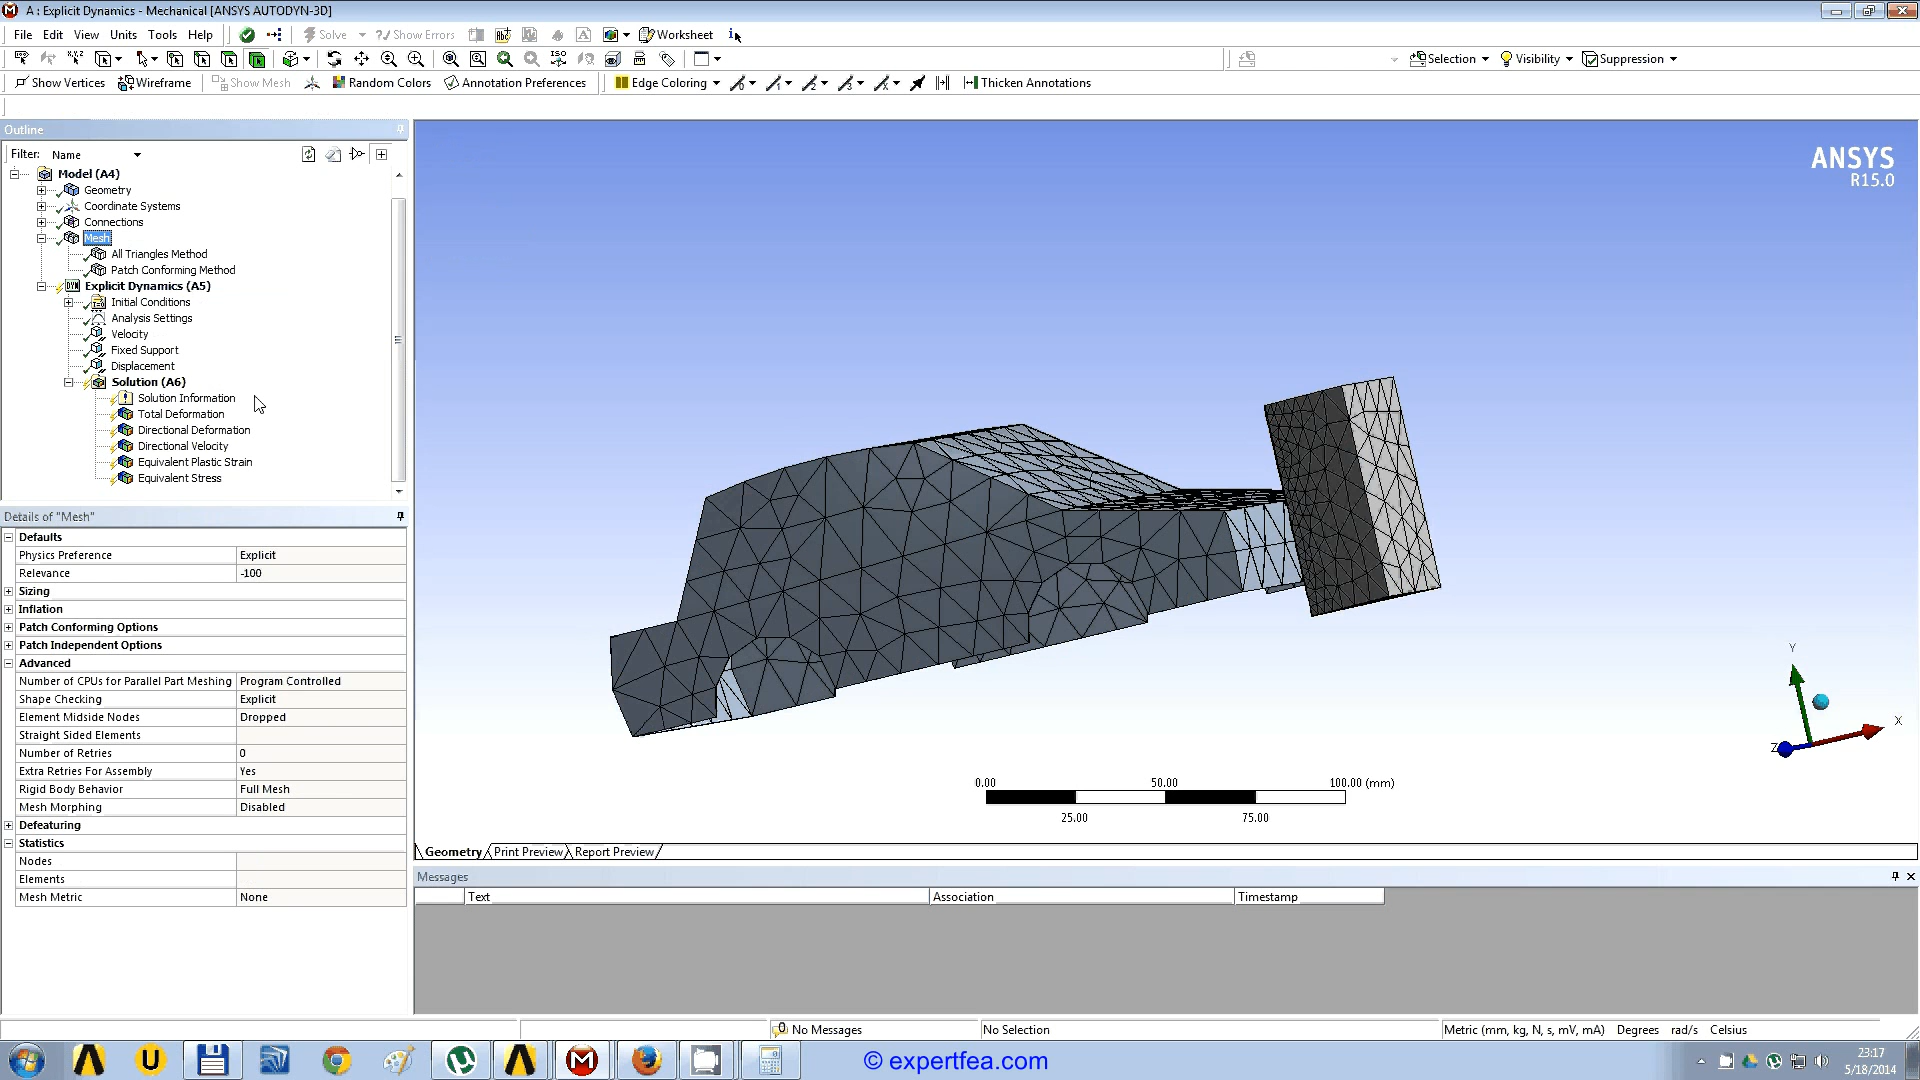 A : Explicit Dynamics - Mechanical [ANSYS AUTODYN-3D]
File Edit View Units Tools Help Solve ?/ Show Errors Worksheet
Selection Visibility Suppression
Show Vertices Wireframe Show Mesh Random Colors Annotation Preferences Edge Coloring Thicken Annotations
Outline
Filter: Name
Model (A4)
Geometry
Coordinate Systems
Connections
Mesh
All Triangles Method
Patch Conforming Method
Explicit Dynamics (A5)
Initial Conditions
Analysis Settings
Velocity
Fixed Support
Displacement
Solution (A6)
Solution Information
Total Deformation
Directional Deformation
Directional Velocity
Equivalent Plastic Strain
Equivalent Stress
Details of "Mesh"
Defaults
Physics Preference Explicit
Relevance -100
Sizing
Inflation
Patch Conforming Options
Patch Independent Options
Advanced
Number of CPUs for Parallel Part Meshing Program Controlled
Shape Checking Explicit
Element Midside Nodes Dropped
Straight Sided Elements
Number of Retries 0
Extra Retries For Assembly Yes
Rigid Body Behavior Full Mesh
Mesh Morphing Disabled
Defeaturing
Statistics
Nodes
Elements
Mesh Metric None
ANSYS
R15.0
Y
X
Z
0.00 50.00 100.00 (mm)
25.00 75.00
Geometry Print Preview Report Preview
Messages
Text Association Timestamp
0 No Messages No Selection Metric (mm, kg, N, s, mV, mA) Degrees rad/s Celsius
© expertfea.com
23:17
5/18/2014